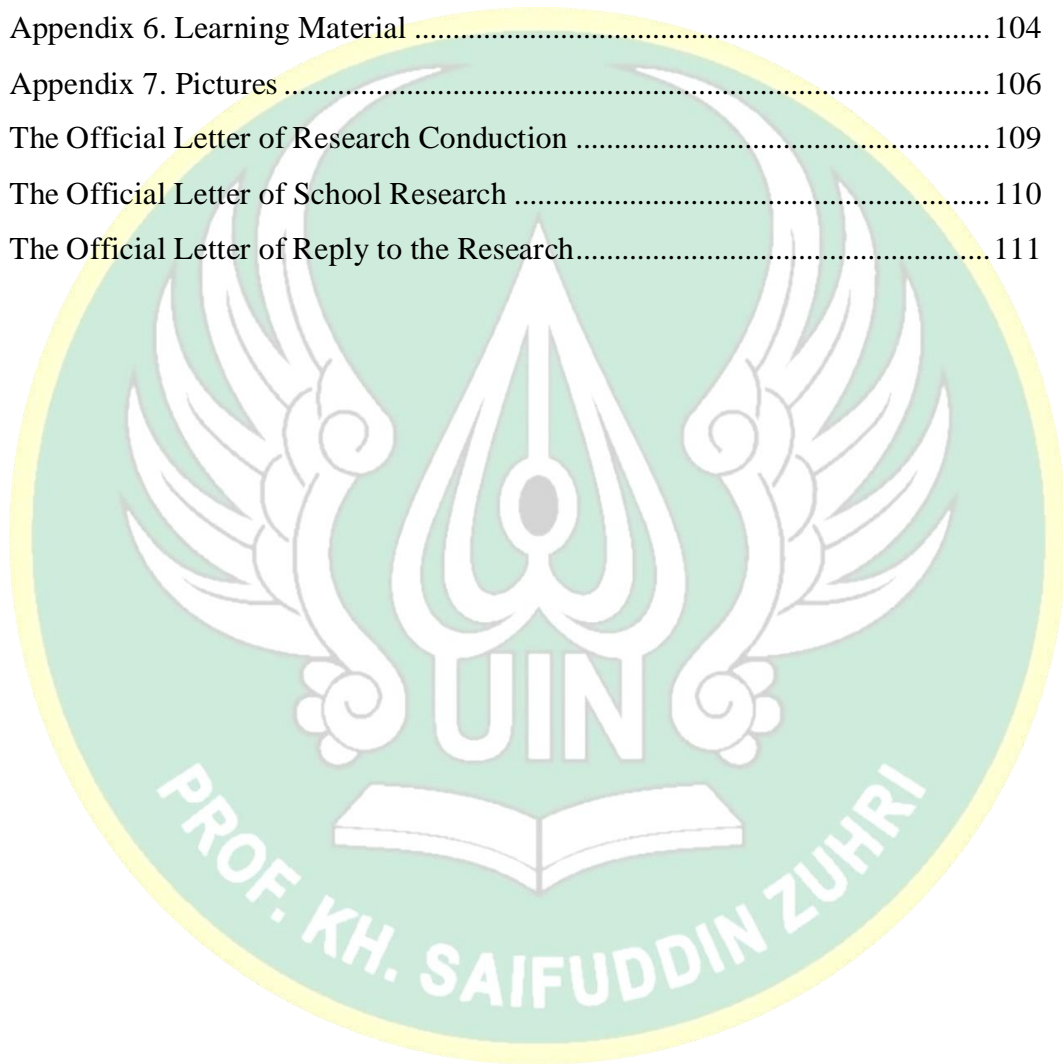 Appendix 6. Learning Material ........................................................................... 104
Appendix 7. Pictures ............................................................................................ 106
The Official Letter of Research Conduction ...................................................... 109
The Official Letter of School Research .............................................................. 110
The Official Letter of Reply to the Research...................................................... 111
UIN
PROF. KH. SAIFUDDIN ZUHRI